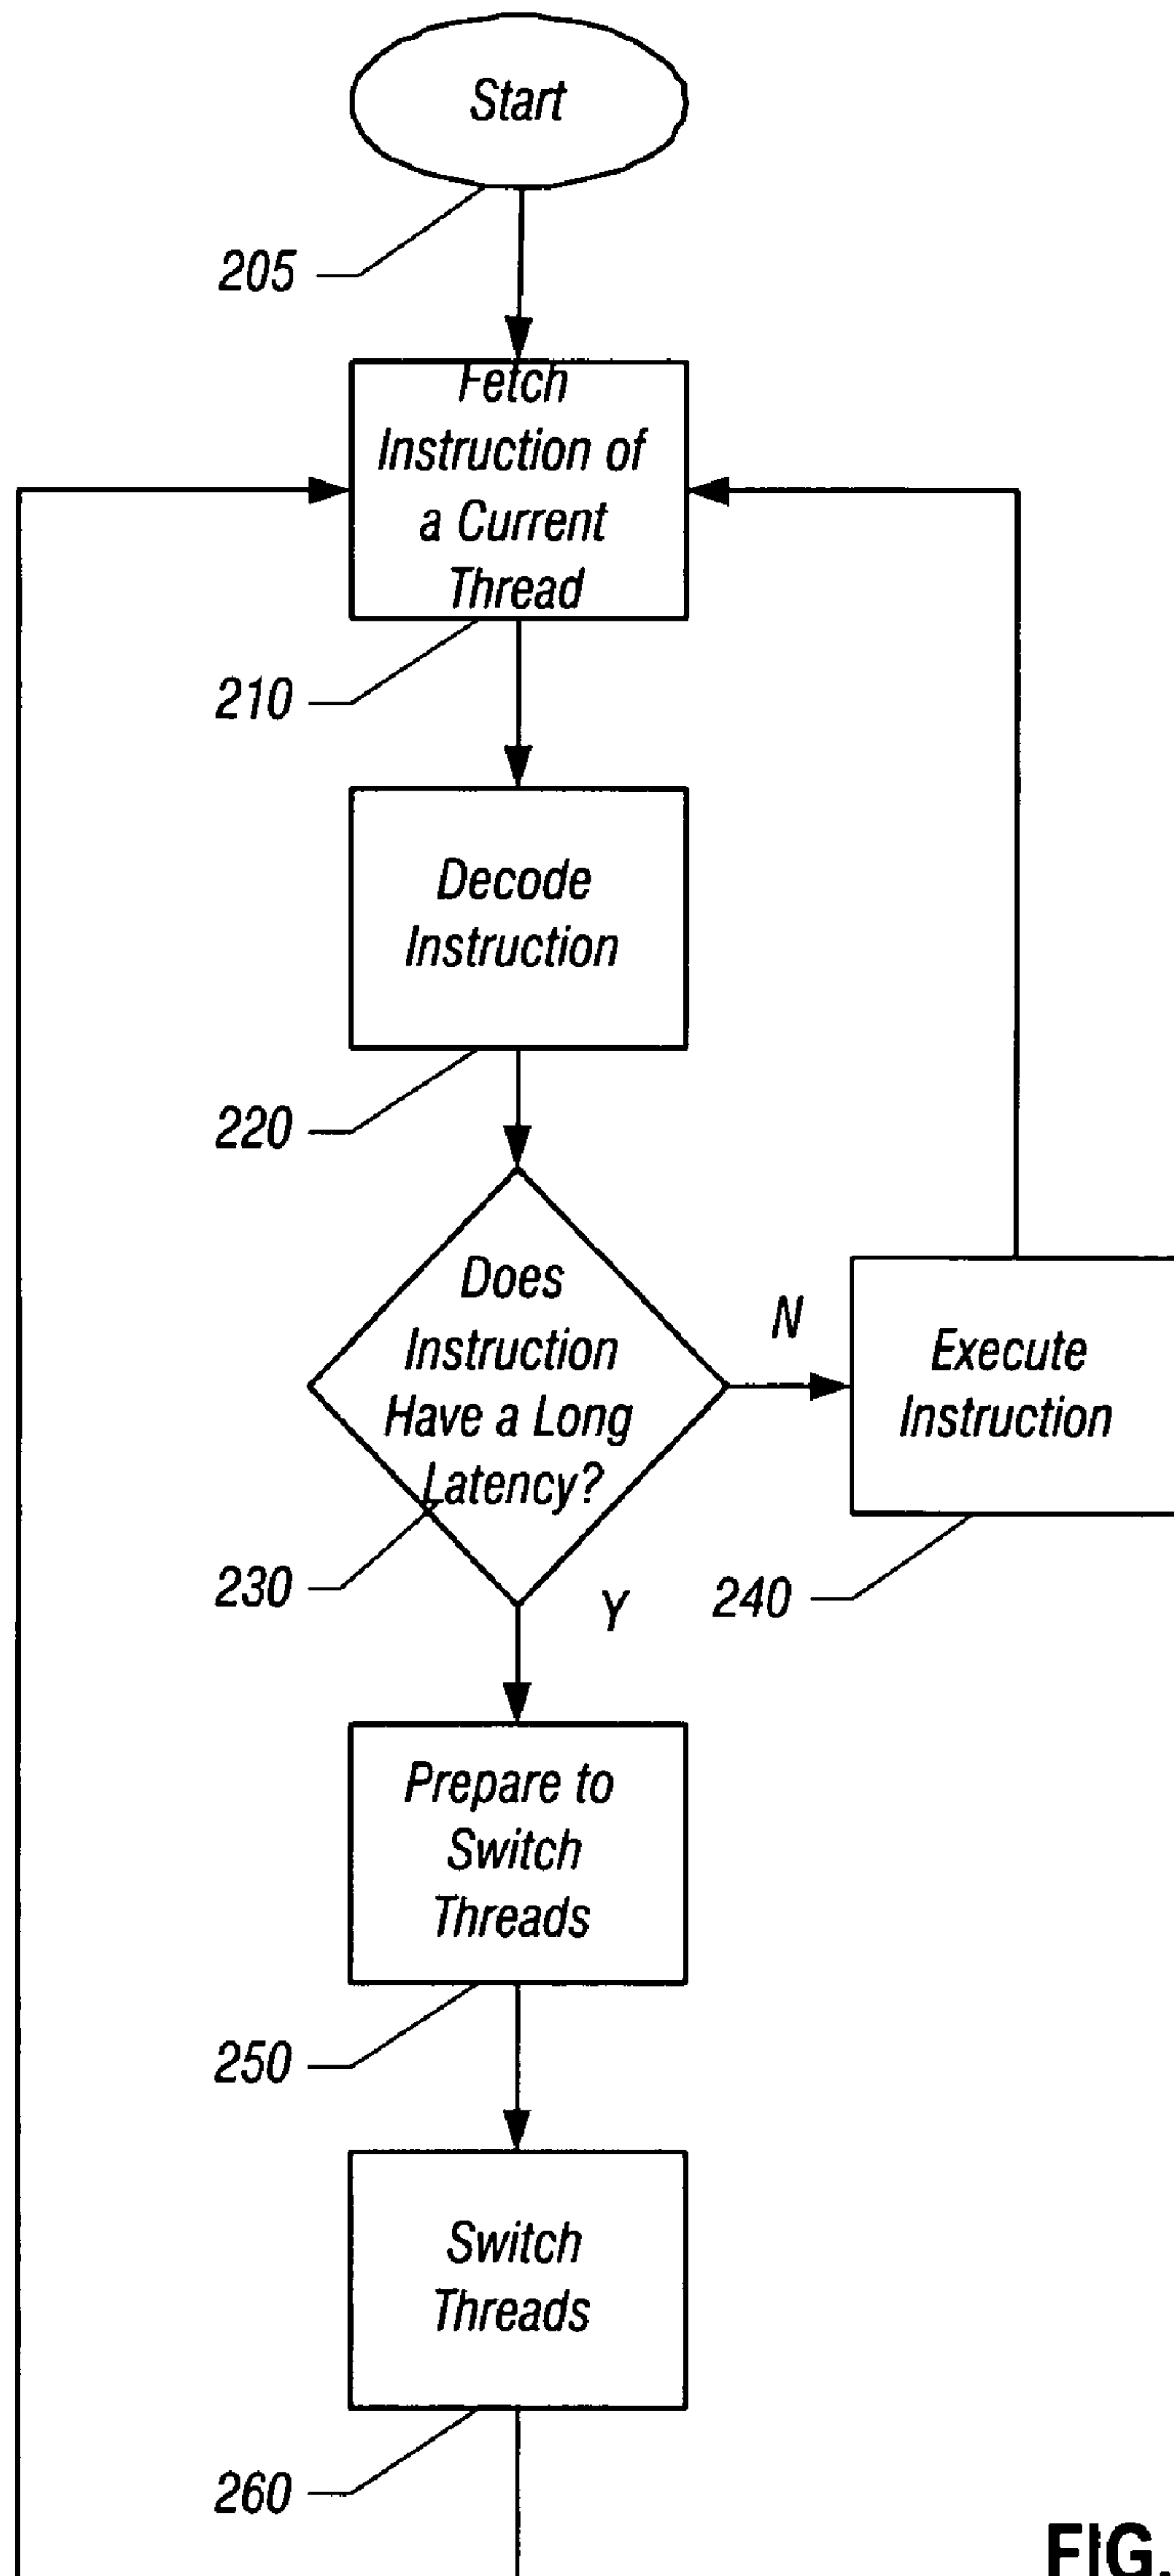 Start
205
Fetch
Instruction of
a Current
Thread
210
Decode
Instruction
220
Does
Instruction
Have a Long
Latency?
N
Execute
Instruction
230
Y
240
Prepare to
Switch
Threads
250
Switch
Threads
260
FIG.